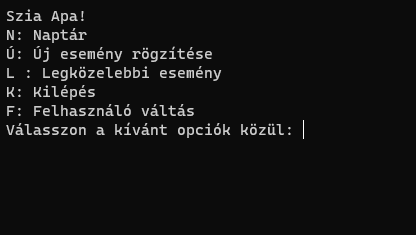 Szia Apa!
N: Naptár
Ú: Új esemény rögzítése
L : Legközelebbi esemény
K: Kilépés
F: Felhasználó váltás
Válasszon a kívánt opciók közül: